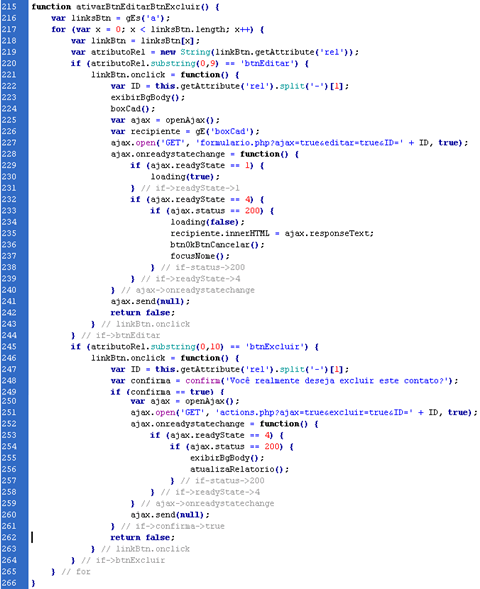 215 function ativarBtnEditarBtnExcluir() {
216 var linksBtn = gEs('a');
217 for (var x = 0; x < linksBtn.length; x++) {
218 var linkBtn = linksBtn[x];
219 var atributoRel = new String(linkBtn.getAttribute('rel'));
220 if (atributoRel.substring(0,9) == 'btnEditar') {
221 linkBtn.onclick = function() {
222 var ID = this.getAttribute('rel').split('-')[1];
223 exibirBgBody();
224 boxCad();
225 var ajax = openAjax();
226 var recipiente = gE('boxCad');
227 ajax.open('GET', 'formulario.php?ajax=true&editar=true&ID=' + ID, true);
228 ajax.onreadystatechange = function() {
229 if (ajax.readyState == 1) {
230 loading(true);
231 } // if->readyState->1
232 if (ajax.readyState == 4) {
233 if (ajax.status == 200) {
234 loading(false);
235 recipiente.innerHTML = ajax.responseText;
236 btnOkBtnCancelar();
237 focusNome();
238 } // if-status->200
239 } // if->readyState->4
240 } // ajax->onreadystatechange
241 ajax.send(null);
242 return false;
243 } // linkBtn.onclick
244 } // if->btnEditar
245 if (atributoRel.substring(0,10) == 'btnExcluir') {
246 linkBtn.onclick = function() {
247 var ID = this.getAttribute('rel').split('-')[1];
248 var confirma = confirm('Você realmente deseja excluir este contato?');
249 if (confirma == true) {
250 var ajax = openAjax();
251 ajax.open('GET', 'actions.php?ajax=true&excluir=true&ID=' + ID, true);
252 ajax.onreadystatechange = function() {
253 if (ajax.readyState == 4) {
254 if (ajax.status == 200) {
255 exibirBgBody();
256 atualizaRelatorio();
257 } // if-status->200
258 } // if->readyState->4
259 } // ajax->onreadystatechange
260 ajax.send(null);
261 } // if->confirma->true
262 return false;
263 } // linkBtn.onclick
264 } // if->btnExcluir
265 } // for
266 }